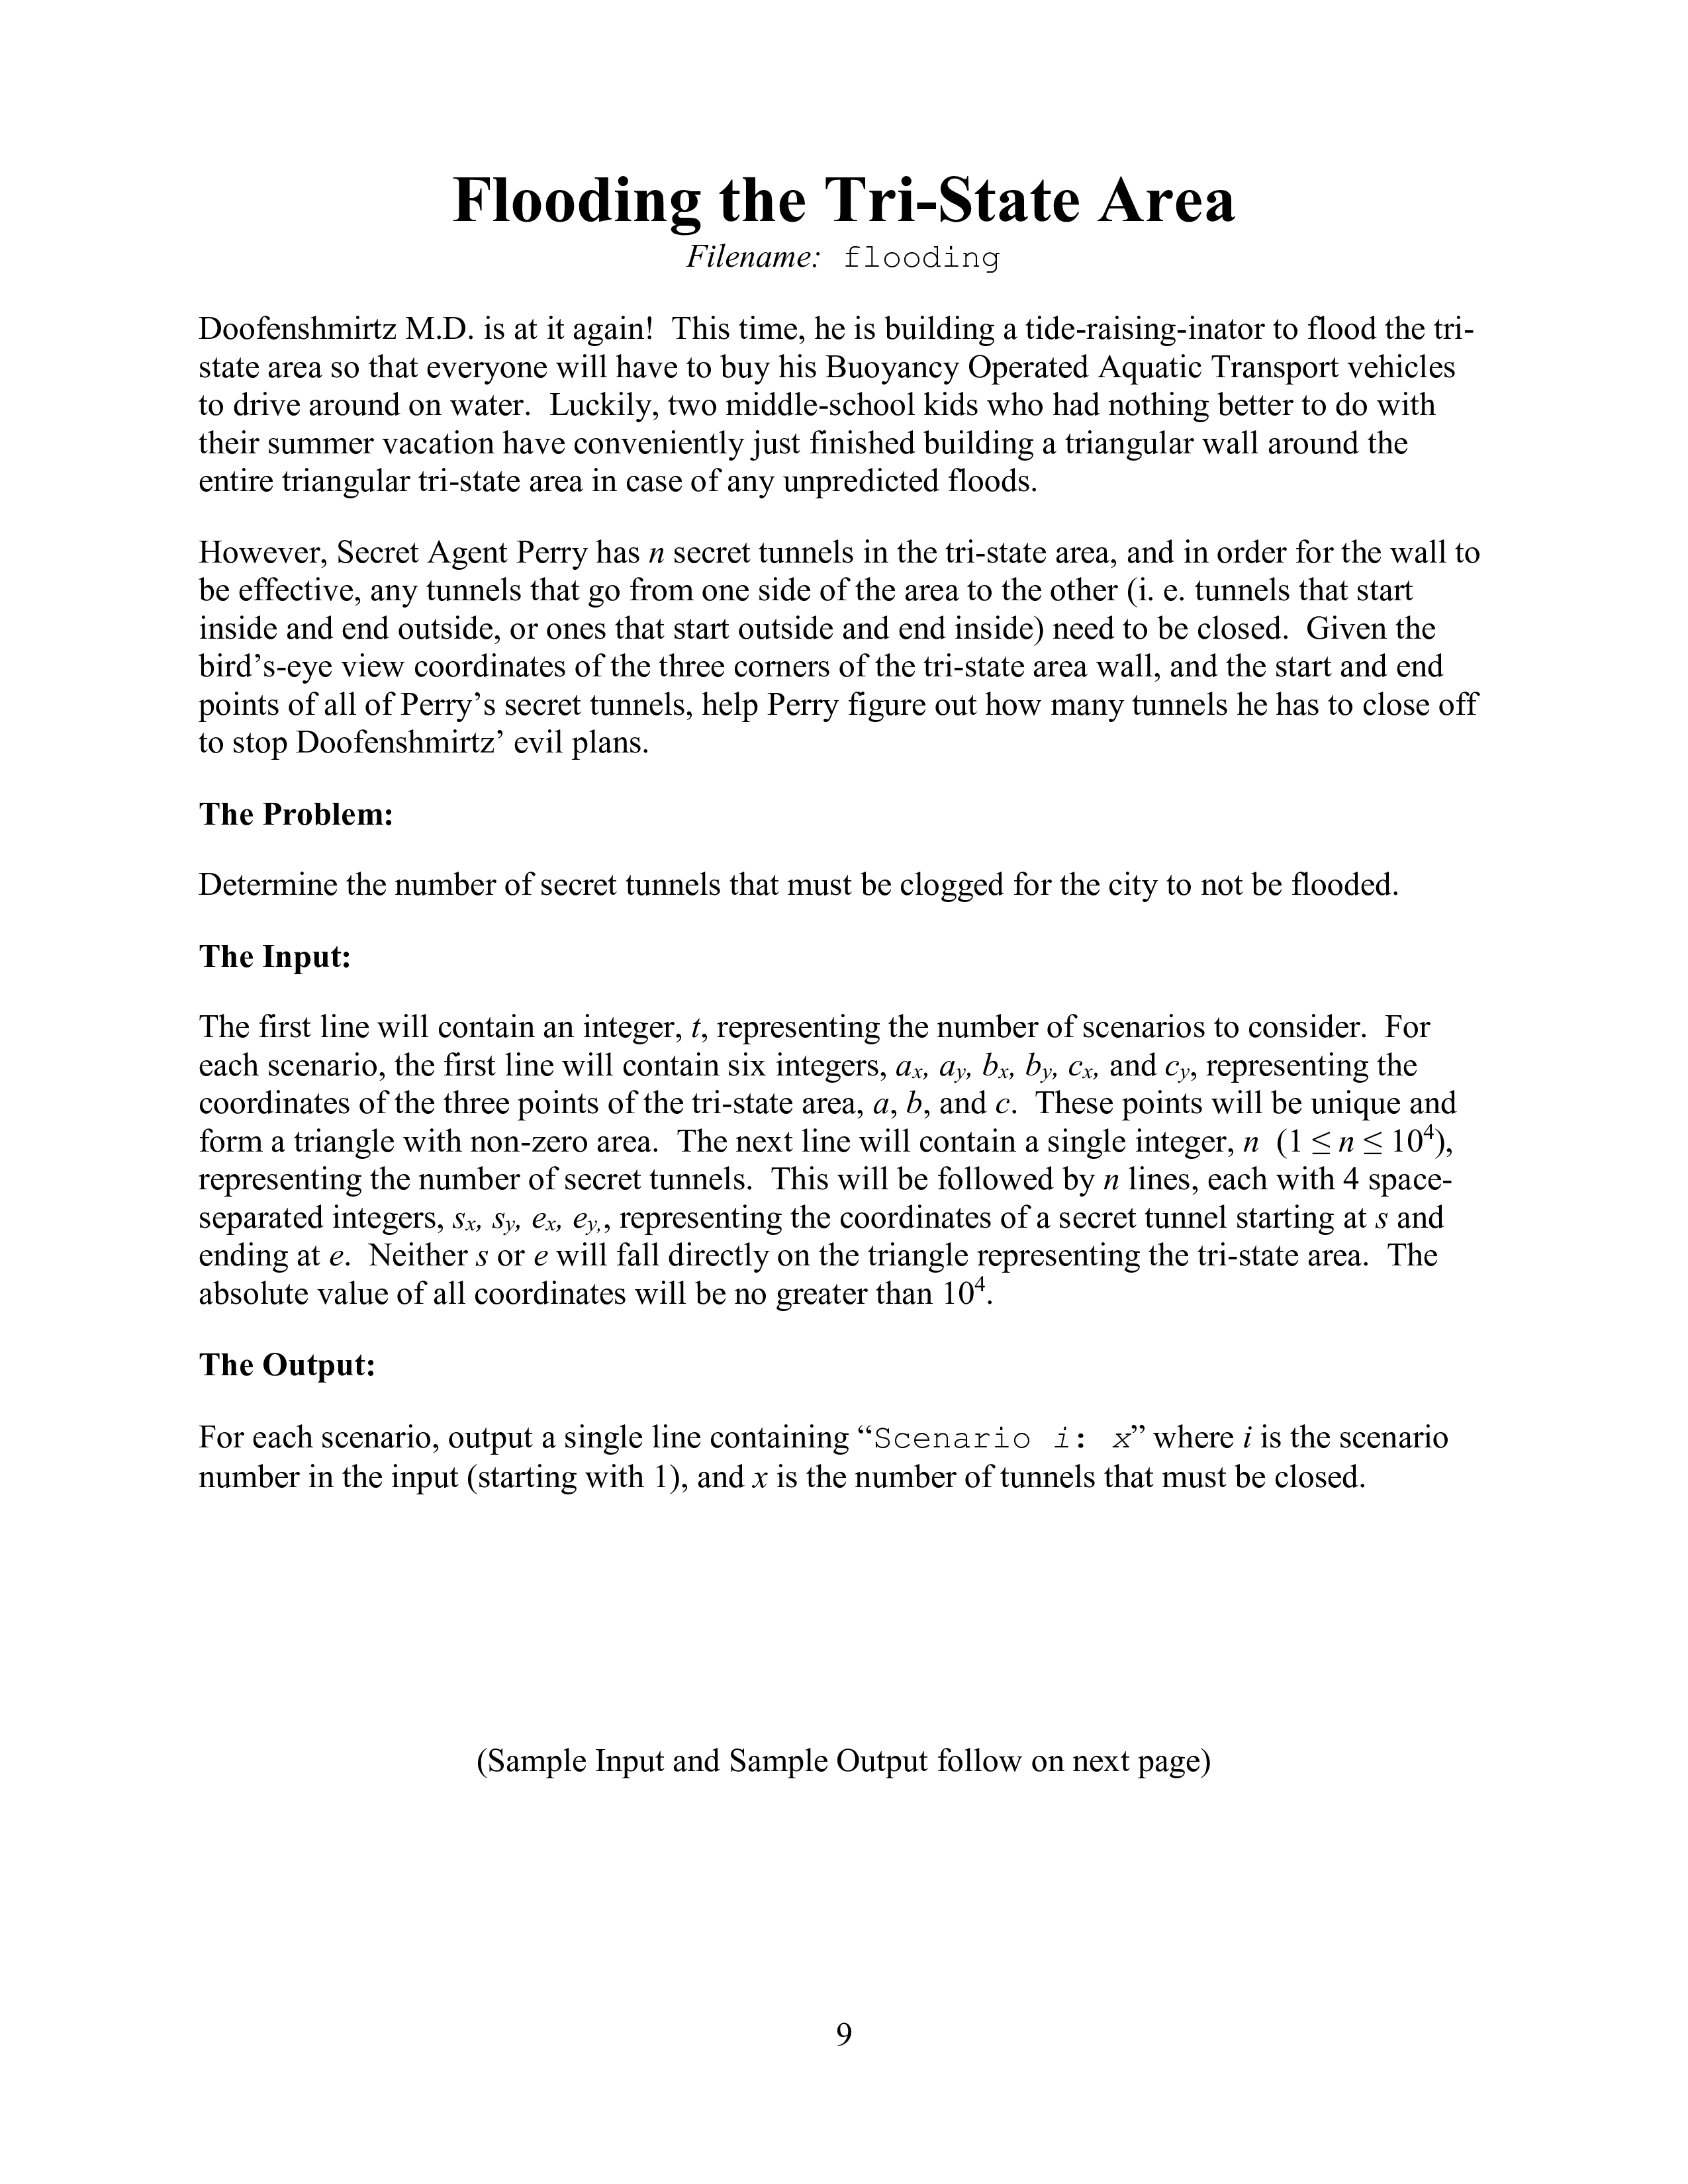 Flooding the Tri-State Area
Filename: flooding
Doofenshmirtz M.D. is at it again! This time, he is building a tide-raising-inator to flood the tri-
state area so that everyone will have to buy his Buoyancy Operated Aquatic Transport vehicles
to drive around on water. Luckily, two middle-school kids who had nothing better to do with
their summer vacation have conveniently just finished building a triangular wall around the
entire triangular tri-state area in case of any unpredicted floods.
However, Secret Agent Perry has n secret tunnels in the tri-state area, and in order for the wall to
be effective, any tunnels that go from one side of the area to the other (i. e. tunnels that start
inside and end outside, or ones that start outside and end inside) need to be closed. Given the
bird's-eye view coordinates of the three corners of the tri-state area wall, and the start and end
points of all of Perry's secret tunnels, help Perry figure out how many tunnels he has to close off
to stop Doofenshmirtz' evil plans.
The Problem:
Determine the number of secret tunnels that must be clogged for the city to not be flooded.
The Input:
The first line will contain an integer, t, representing the number of scenarios to consider. For
each scenario, the first line will contain six integers, ax, ay, bx, by, cx, and cy, representing the
coordinates of the three points of the tri-state area, a, b, and c. These points will be unique and
form a triangle with non-zero area. The next line will contain a single integer, n (1 ≤ n ≤ 10⁴),
representing the number of secret tunnels. This will be followed by n lines, each with 4 space-
separated integers, sx, sy, ex, ey,, representing the coordinates of a secret tunnel starting at s and
ending at e. Neither s or e will fall directly on the triangle representing the tri-state area. The
absolute value of all coordinates will be no greater than 10⁴.
The Output:
For each scenario, output a single line containing “Scenario i: x” where i is the scenario
number in the input (starting with 1), and x is the number of tunnels that must be closed.
(Sample Input and Sample Output follow on next page)
9